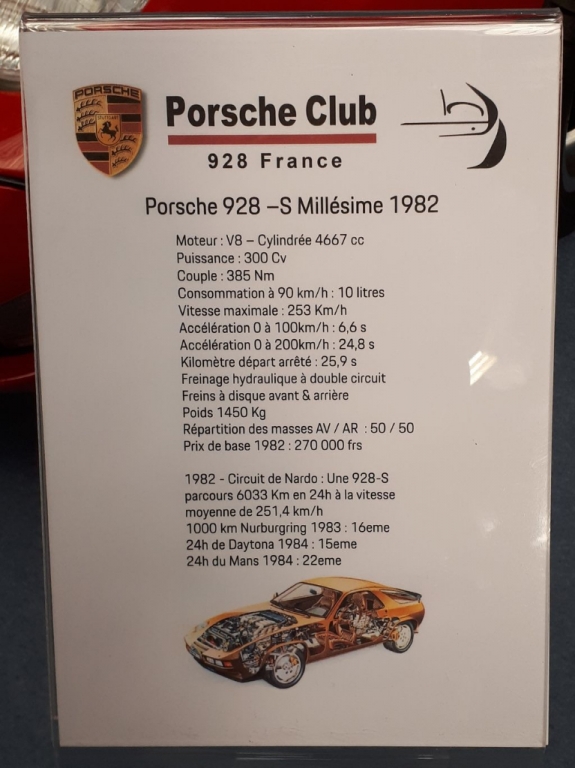 PORSCHE
STUTTGART
Porsche Club
928 France
Porsche 928 –S Millésime 1982
Moteur : V8 – Cylindrée 4667 cc
Puissance : 300 Cv
Couple : 385 Nm
Consommation à 90 km/h : 10 litres
Vitesse maximale : 253 Km/h
Accélération 0 à 100km/h : 6,6 s
Accélération 0 à 200km/h : 24,8 s
Kilomètre départ arrêté : 25,9 s
Freinage hydraulique à double circuit
Freins à disque avant & arrière
Poids 1450 Kg
Répartition des masses AV / AR : 50 / 50
Prix de base 1982 : 270 000 frs
1982 - Circuit de Nardo : Une 928-S
parcours 6033 Km en 24h à la vitesse
moyenne de 251,4 km/h
1000 km Nurburgring 1983 : 16eme
24h de Daytona 1984 : 15eme
24h du Mans 1984 : 22eme